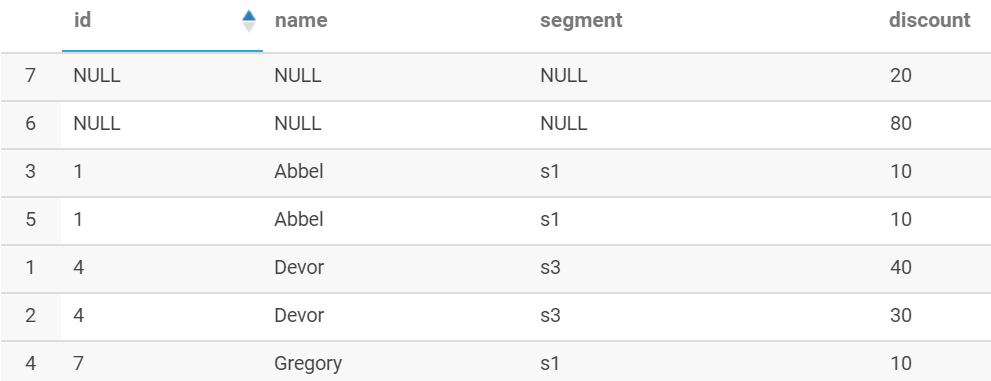 id name segment discount
7 NULL NULL NULL 20
6 NULL NULL NULL 80
3 1 Abbel s1 10
5 1 Abbel s1 10
1 4 Devor s3 40
2 4 Devor s3 30
4 7 Gregory s1 10